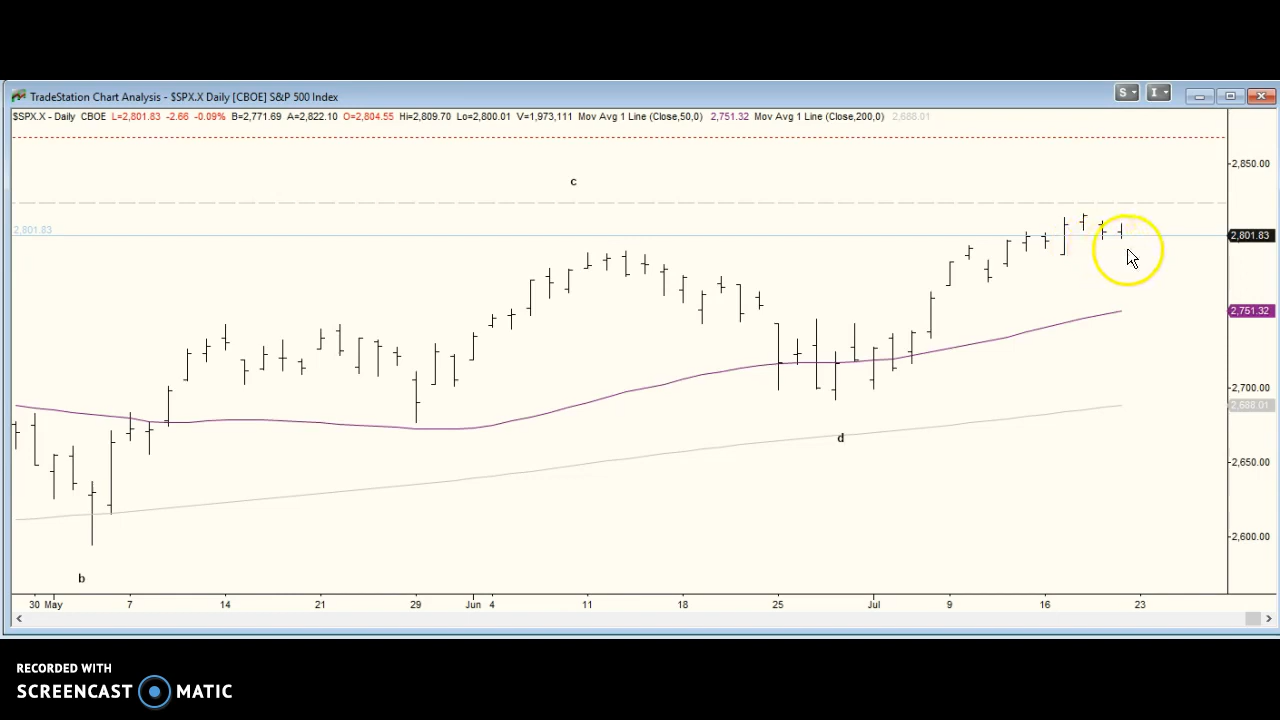 TradeStation Chart Analysis - $SPX.X Daily [CBOE] S&P 500 Index
S I
$SPX.X - Daily CBOE L=2,801.83 -2.66 -0.09% B=2,771.69 A=2,822.10 O=2,804.55 Hi=2,809.70 Lo=2,800.01 V=1,973,111 Mov Avg 1 Line (Close,50,0) 2,751.32 Mov Avg 1 Line (Close,200,0) 2,688.01
2,850.00
c
2,801.83
2,801.83
2,751.32
2,700.00
2,688.01
d
2,650.00
2,600.00
b
30 May 7 14 21 29 Jun 4 11 18 25 Jul 9 16 23
RECORDED WITH
SCREENCAST MATIC